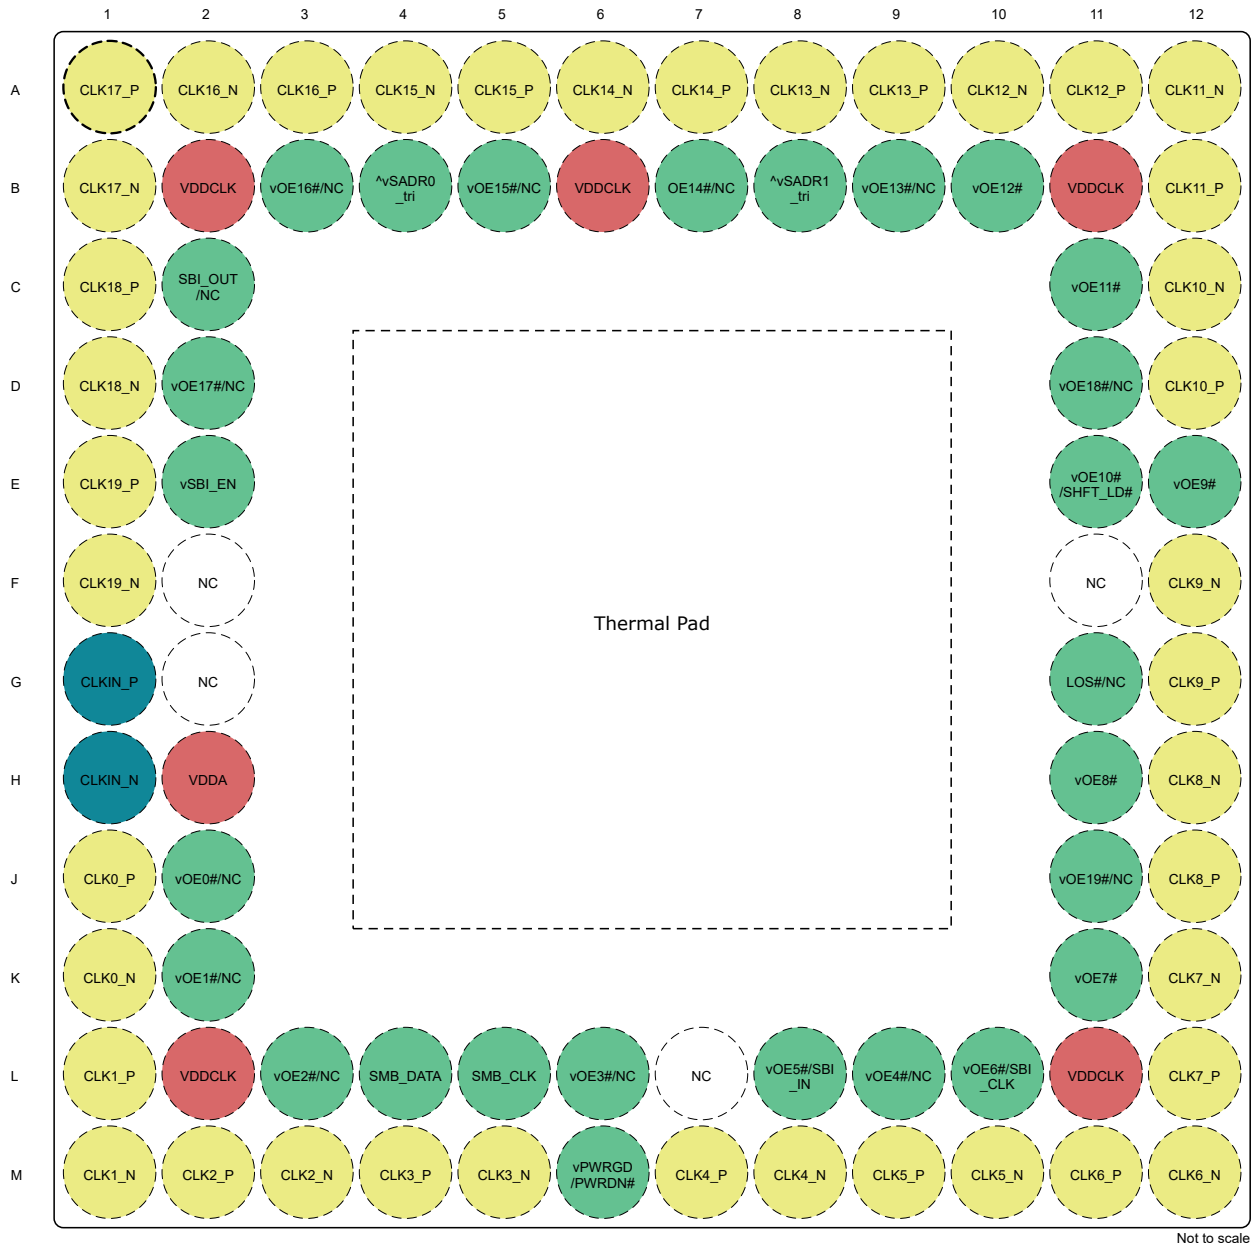 1 2 3 4 5 6 7 8 9 10 11 12
A CLK17_P CLK16_N CLK16_P CLK15_N CLK15_P CLK14_N CLK14_P CLK13_N CLK13_P CLK12_N CLK12_P CLK11_N
B CLK17_N VDDCLK vOE16#/NC ^vSADR0
_tri vOE15#/NC VDDCLK OE14#/NC ^vSADR1
_tri vOE13#/NC vOE12# VDDCLK CLK11_P
C CLK18_P SBI_OUT
/NC vOE11# CLK10_N
D CLK18_N vOE17#/NC vOE18#/NC CLK10_P
E CLK19_P vSBI_EN vOE10#
/SHFT_LD# vOE9#
F CLK19_N NC NC CLK9_N
Thermal Pad
G CLKIN_P NC LOS#/NC CLK9_P
H CLKIN_N VDDA vOE8# CLK8_N
J CLK0_P vOE0#/NC vOE19#/NC CLK8_P
K CLK0_N vOE1#/NC vOE7# CLK7_N
L CLK1_P VDDCLK vOE2#/NC SMB_DATA SMB_CLK vOE3#/NC NC vOE5#/SBI
_IN vOE4#/NC vOE6#/SBI
_CLK VDDCLK CLK7_P
M CLK1_N CLK2_P CLK2_N CLK3_P CLK3_N vPWRGD
/PWRDN# CLK4_P CLK4_N CLK5_P CLK5_N CLK6_P CLK6_N
Not to scale